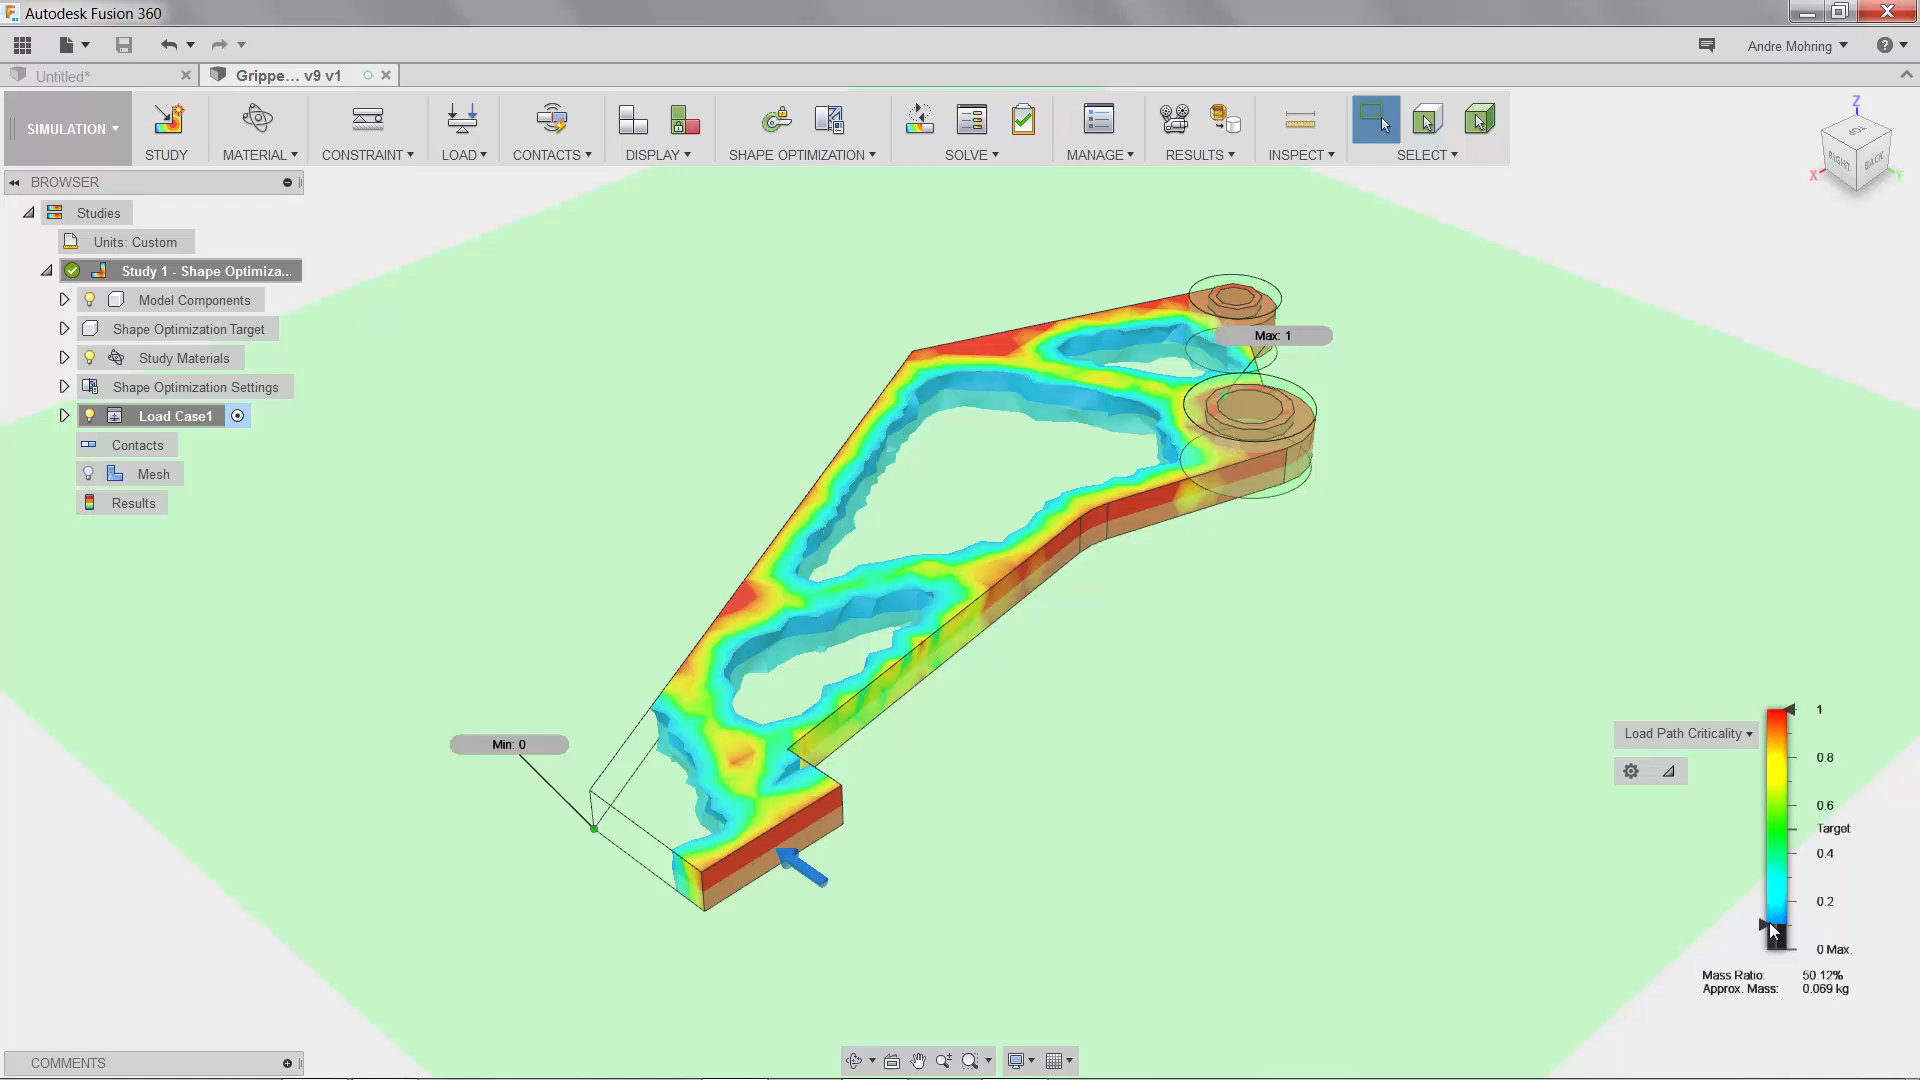 Autodesk Fusion 360
Andre Mohring
Untitled*
Grippe... v9 v1
SIMULATION
STUDY
MATERIAL
CONSTRAINT
LOAD
CONTACTS
DISPLAY
SHAPE OPTIMIZATION
SOLVE
MANAGE
RESULTS
INSPECT
SELECT
Z
TOP
RIGHT
BACK
X
Y
BROWSER
Studies
Units: Custom
Study 1 - Shape Optimiza...
Model Components
Shape Optimization Target
Study Materials
Shape Optimization Settings
Load Case1
Contacts
Mesh
Results
Max: 1
Min: 0
Load Path Criticality
1
0.8
0.6
Target
0.4
0.2
0 Max.
Mass Ratio: 50.12%
Approx. Mass: 0.069 kg
COMMENTS